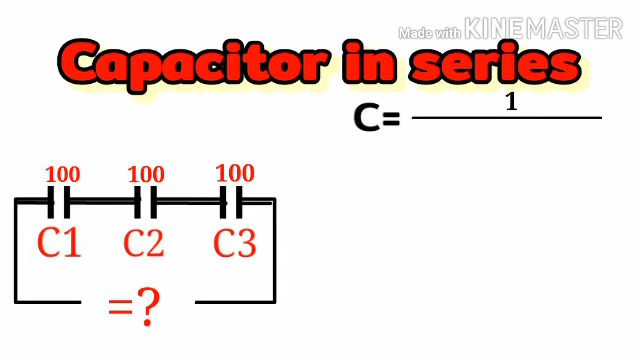 Made with KINEMASTER
Capacitor in series
C= 1
100 100 100
C1 C2 C3
=?